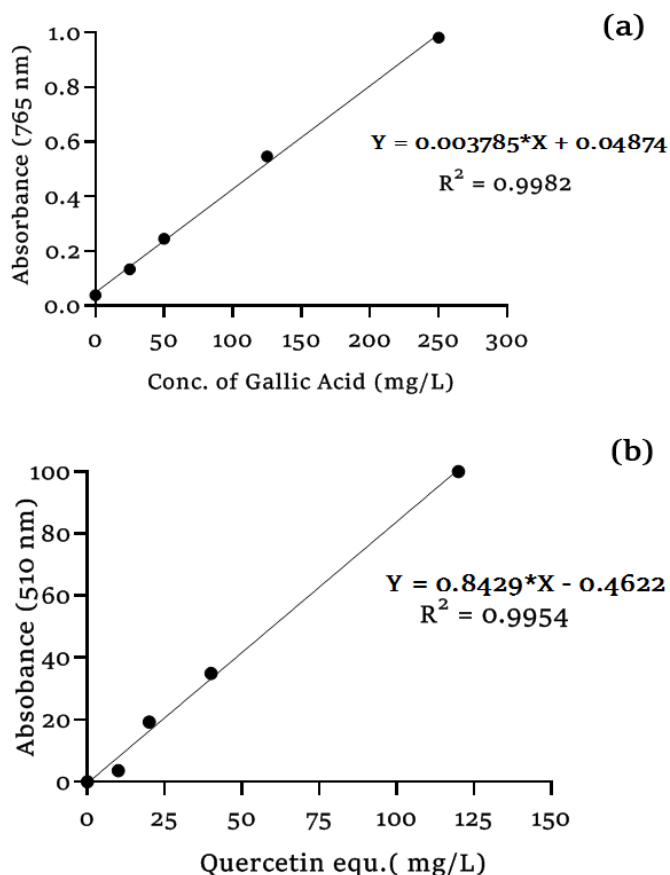 (a)
1.0
0.8
0.6
0.4
0.2
0.0
Absorbance (765 nm)
Y = 0.003785*X + 0.04874
R² = 0.9982
0 50 100 150 200 250 300
Conc. of Gallic Acid (mg/L)
(b)
100
80
60
40
20
0
Absobance (510 nm)
Y = 0.8429*X - 0.4622
R² = 0.9954
0 25 50 75 100 125 150
Quercetin equ.( mg/L)